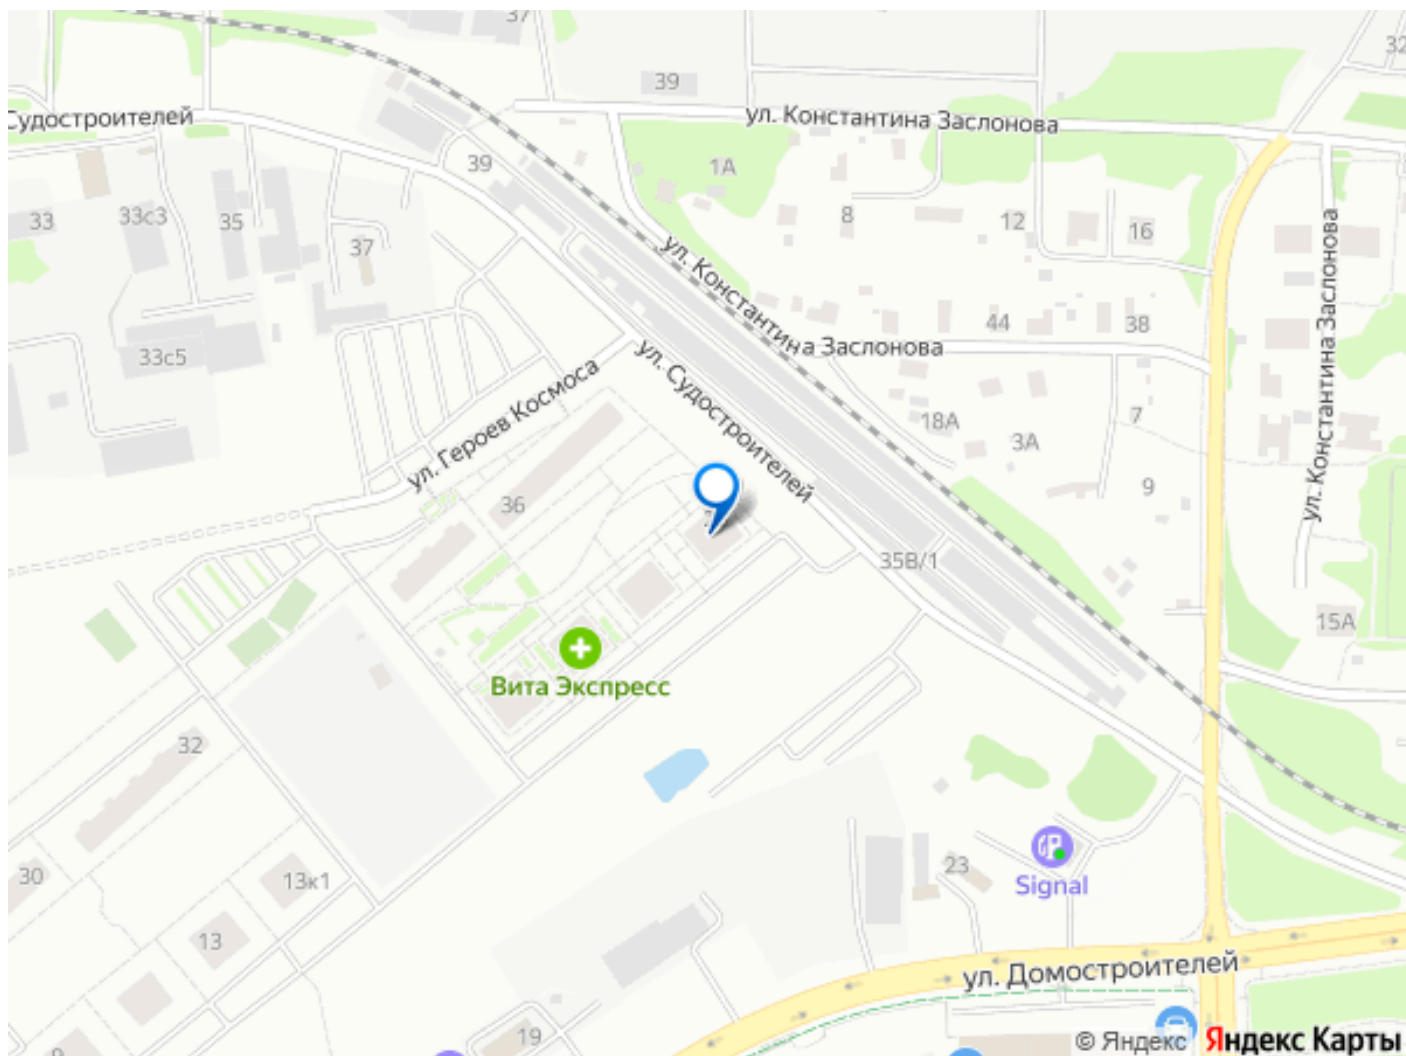 37
32
39
ул. Константина Заслонова
Судостроителей
39
1А
33
33с3
35
8
12
16
37
ул. Константина Заслонова
ул. Константина Заслонова
44
38
33с5
ул. Судостроителей
ул. Героев Космоса
18А
7
3А
36
9
35В/1
15А
Вита Экспресс
32
30
13к1
23
Signal
13
ул. Домостроителей
19
9
© Яндекс Яндекс Карты